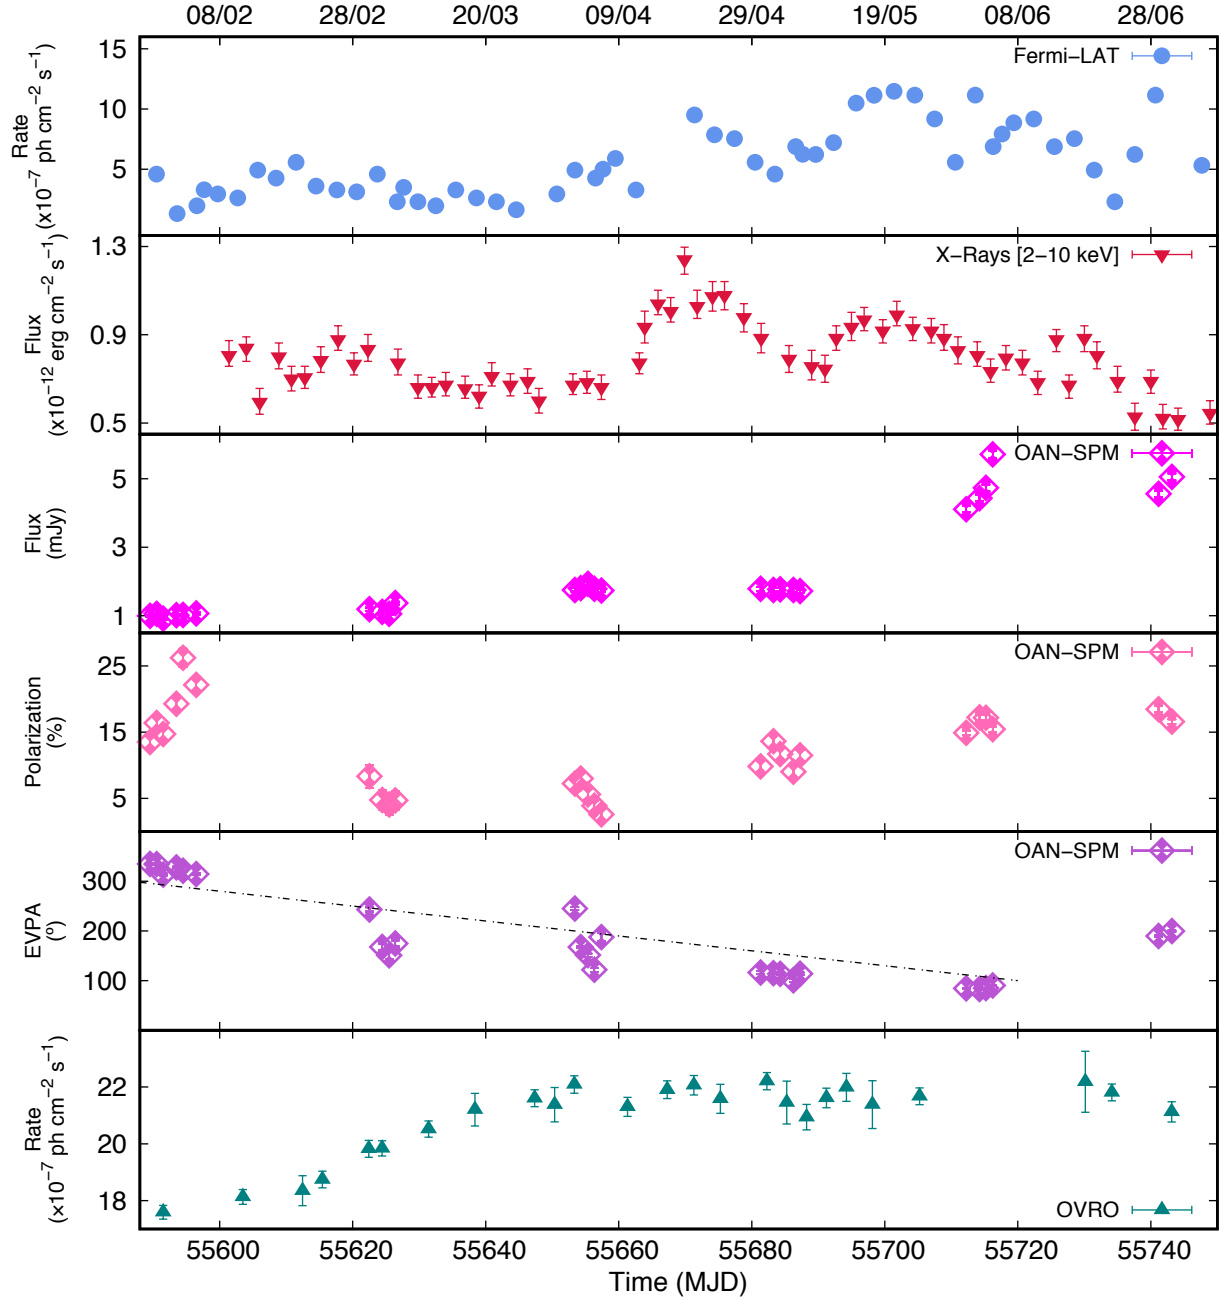 08/02 28/02 20/03 09/04 29/04 19/05 08/06 28/06
Fermi−LAT
Rate
(x10⁻⁷ ph cm⁻² s⁻¹)
15
10
5
X−Rays [2−10 keV]
Flux
(x10⁻¹² erg cm⁻² s⁻¹)
1.3
0.9
0.5
OAN−SPM
Flux
(mJy)
5
3
1
OAN−SPM
Polarization
(%)
25
15
5
OAN−SPM
EVPA
(º)
300
200
100
Rate
(×10⁻⁷ ph cm⁻² s⁻¹)
22
20
18
OVRO
55600 55620 55640 55660 55680 55700 55720 55740
Time (MJD)